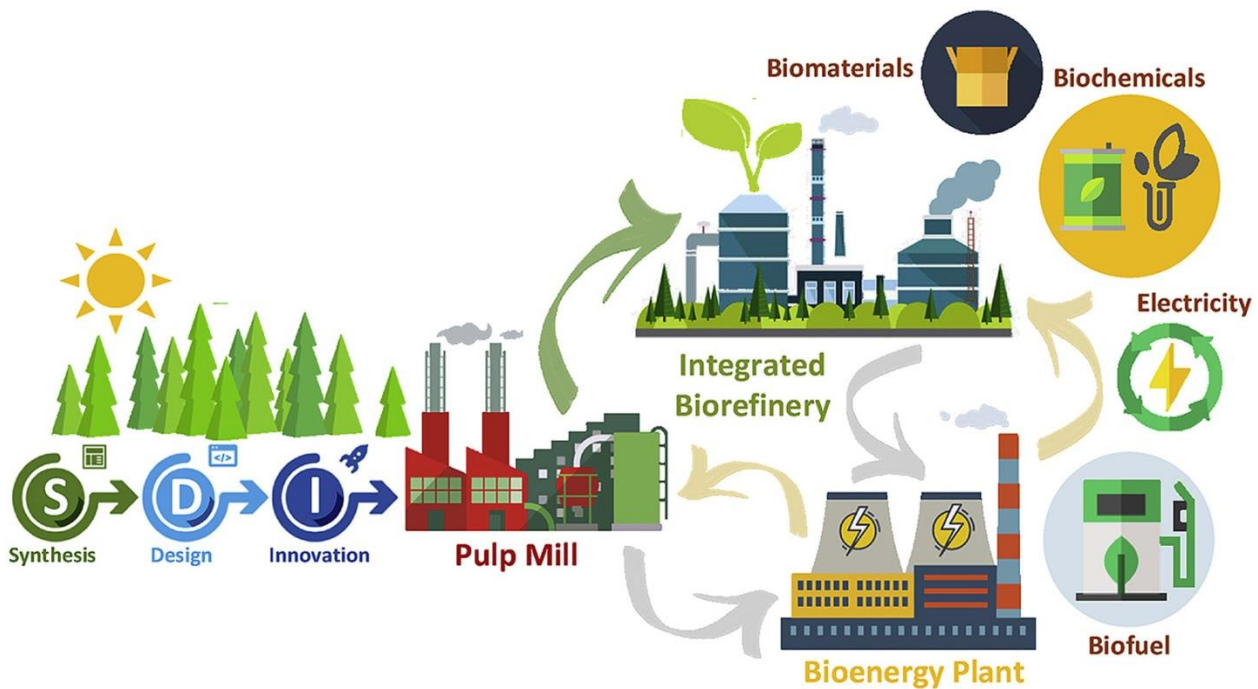 Biomaterials
Biochemicals
Electricity
Integrated
Biorefinery
S
D
</>
I
Synthesis
Design
Innovation
Pulp Mill
Bioenergy Plant
Biofuel